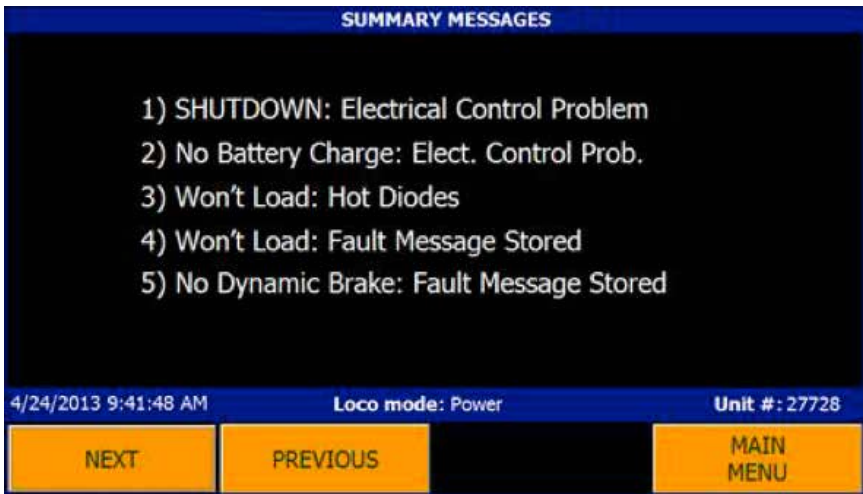 SUMMARY MESSAGES
1) SHUTDOWN: Electrical Control Problem
2) No Battery Charge: Elect. Control Prob.
3) Won't Load: Hot Diodes
4) Won't Load: Fault Message Stored
5) No Dynamic Brake: Fault Message Stored
4/24/2013 9:41:48 AM Loco mode: Power Unit #: 27728
NEXT PREVIOUS MAIN
MENU